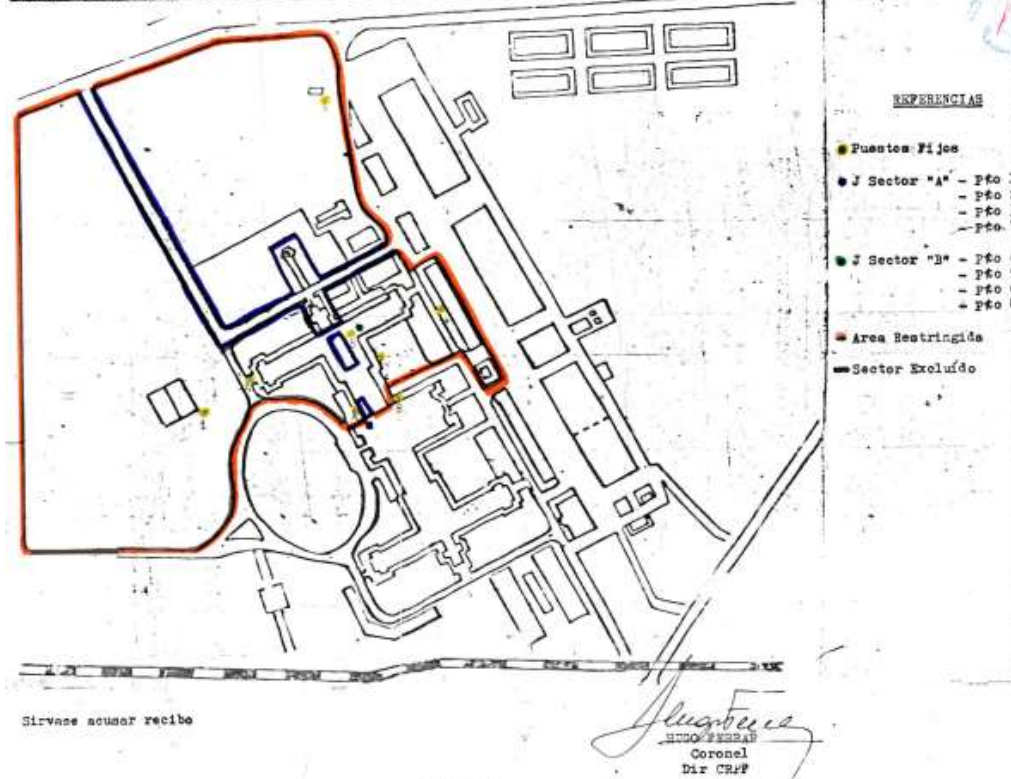 REFERENCIAS
Puestos Fijos
J Sector "A" - Pto
- Pto
- Pto
- Pto
J Sector "B" - Pto
- Pto
- Pto
- Pto
Area Restringida
Sector Excluído
Sirvase acusar recibo
HUGO FERRAR
Coronel
Dir CRPF